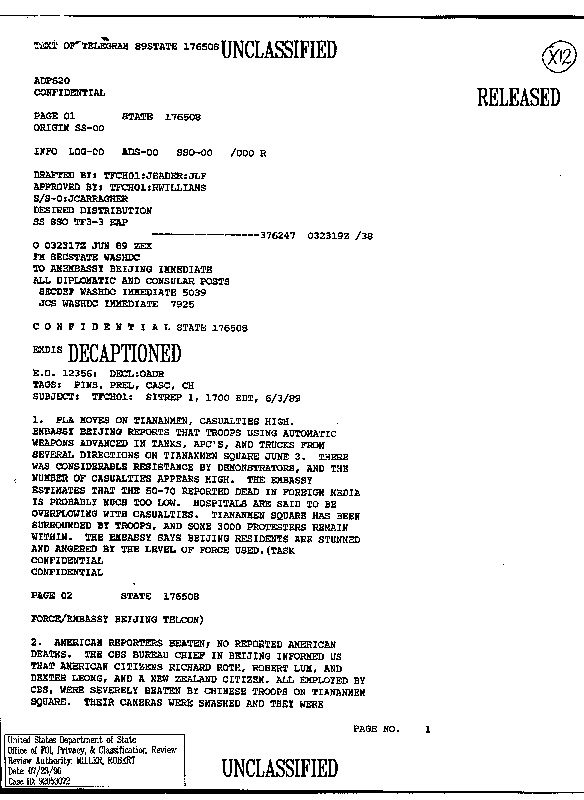 TEXT OF TELEGRAM 89STATE 176508 UNCLASSIFIED
X12
ADP620
CONFIDENTIAL
RELEASED
PAGE 01 STATE 176508
ORIGIN SS-00
INFO LOG-00 ADS-00 SSO-00 /000 R
DRAFTED BY: TFCHO1:JBADER:JLF
APPROVED BY: TFCHO1:RWILLIAMS
S/S-O:JCARRAGHER
DESIRED DISTRIBUTION
SS SSO TF3-3 EAP
------------------376247 032319Z /38
O 032317Z JUN 89 ZEX
FM SECSTATE WASHDC
TO AMEMBASSY BEIJING IMMEDIATE
ALL DIPLOMATIC AND CONSULAR POSTS
SECDEF WASHDC IMMEDIATE 5039
JCS WASHDC IMMEDIATE 7925
C O N F I D E N T I A L STATE 176508
EXDIS DECAPTIONED
E.O. 12356: DECL:OADR
TAGS: PINS, PREL, CASC, CH
SUBJECT: TFCHO1: SITREP 1, 1700 EDT, 6/3/89
1. PLA MOVES ON TIANANMEN, CASUALTIES HIGH.
EMBASSY BEIJING REPORTS THAT TROOPS USING AUTOMATIC
WEAPONS ADVANCED IN TANKS, APC'S, AND TRUCKS FROM
SEVERAL DIRECTIONS ON TIANANMEN SQUARE JUNE 3. THERE
WAS CONSIDERABLE RESISTANCE BY DEMONSTRATORS, AND THE
NUMBER OF CASUALTIES APPEARS HIGH. THE EMBASSY
ESTIMATES THAT THE 50-70 REPORTED DEAD IN FOREIGN MEDIA
IS PROBABLY MUCH TOO LOW. HOSPITALS ARE SAID TO BE
OVERFLOWING WITH CASUALTIES. TIANANMEN SQUARE HAS BEEN
SURROUNDED BY TROOPS, AND SOME 3000 PROTESTERS REMAIN
WITHIN. THE EMBASSY SAYS BEIJING RESIDENTS ARE STUNNED
AND ANGERED BY THE LEVEL OF FORCE USED.(TASK
CONFIDENTIAL
CONFIDENTIAL
PAGE 02 STATE 176508
FORCE/EMBASSY BEIJING TELCON)
2. AMERICAN REPORTERS BEATEN; NO REPORTED AMERICAN
DEATHS. THE CBS BUREAU CHIEF IN BEIJING INFORMED US
THAT AMERICAN CITIZENS RICHARD ROTH, ROBERT LUM, AND
DEXTER LEONG, AND A NEW ZEALAND CITIZEN. ALL EMPLOYED BY
CBS, WERE SEVERELY BEATEN BY CHINESE TROOPS ON TIANANMEN
SQUARE. THEIR CAMERAS WERE SMASHED AND THEY WERE
PAGE NO. 1
United States Department of State
Office of FOI, Privacy, & Classification Review
Review Authority: MILLER, ROBERT
Date: 07/23/96
Case ID:
UNCLASSIFIED